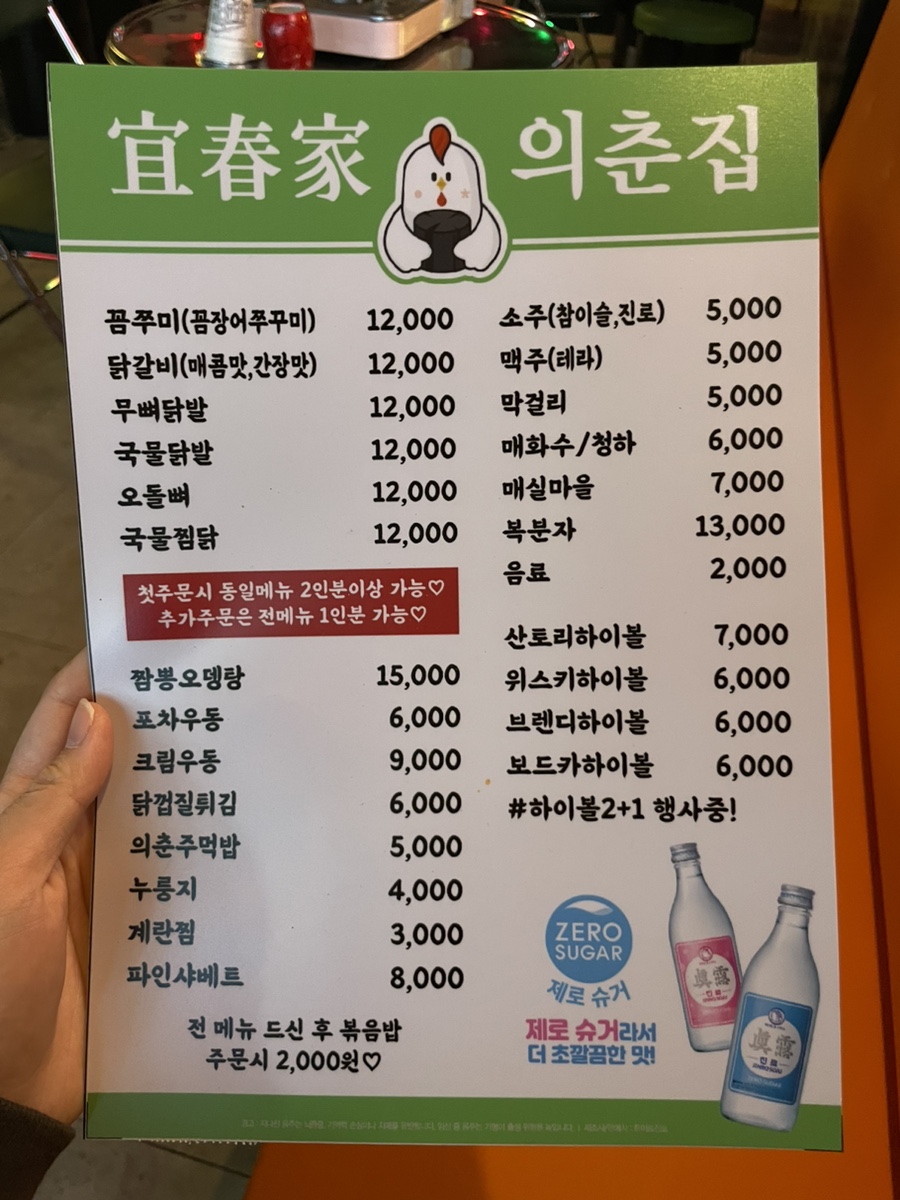 宜春家 의춘집
꼼쭈미(꼼장어쭈꾸미) 12,000
닭갈비(매콤맛,간장맛) 12,000
무뼈닭발 12,000
국물닭발 12,000
오돌뼈 12,000
국물찜닭 12,000
첫주문시 동일메뉴 2인분이상 가능♡
추가주문은 전메뉴 1인분 가능♡
짬뽕오뎅탕 15,000
포차우동 6,000
크림우동 9,000
닭껍질튀김 6,000
의춘주먹밥 5,000
누룽지 4,000
계란찜 3,000
파인샤베트 8,000
전 메뉴 드신 후 볶음밥
주문시 2,000원♡
소주(참이슬,진로) 5,000
맥주(테라) 5,000
막걸리 5,000
매화수/청하 6,000
매실마을 7,000
복분자 13,000
음료 2,000
산토리하이볼 7,000
위스키하이볼 6,000
브렌디하이볼 6,000
보드카하이볼 6,000
#하이볼2+1 행사중!
ZERO
SUGAR
제로 슈거
제로 슈거라서
더 초깔끔한 맛!
眞露
진로
眞露
진로